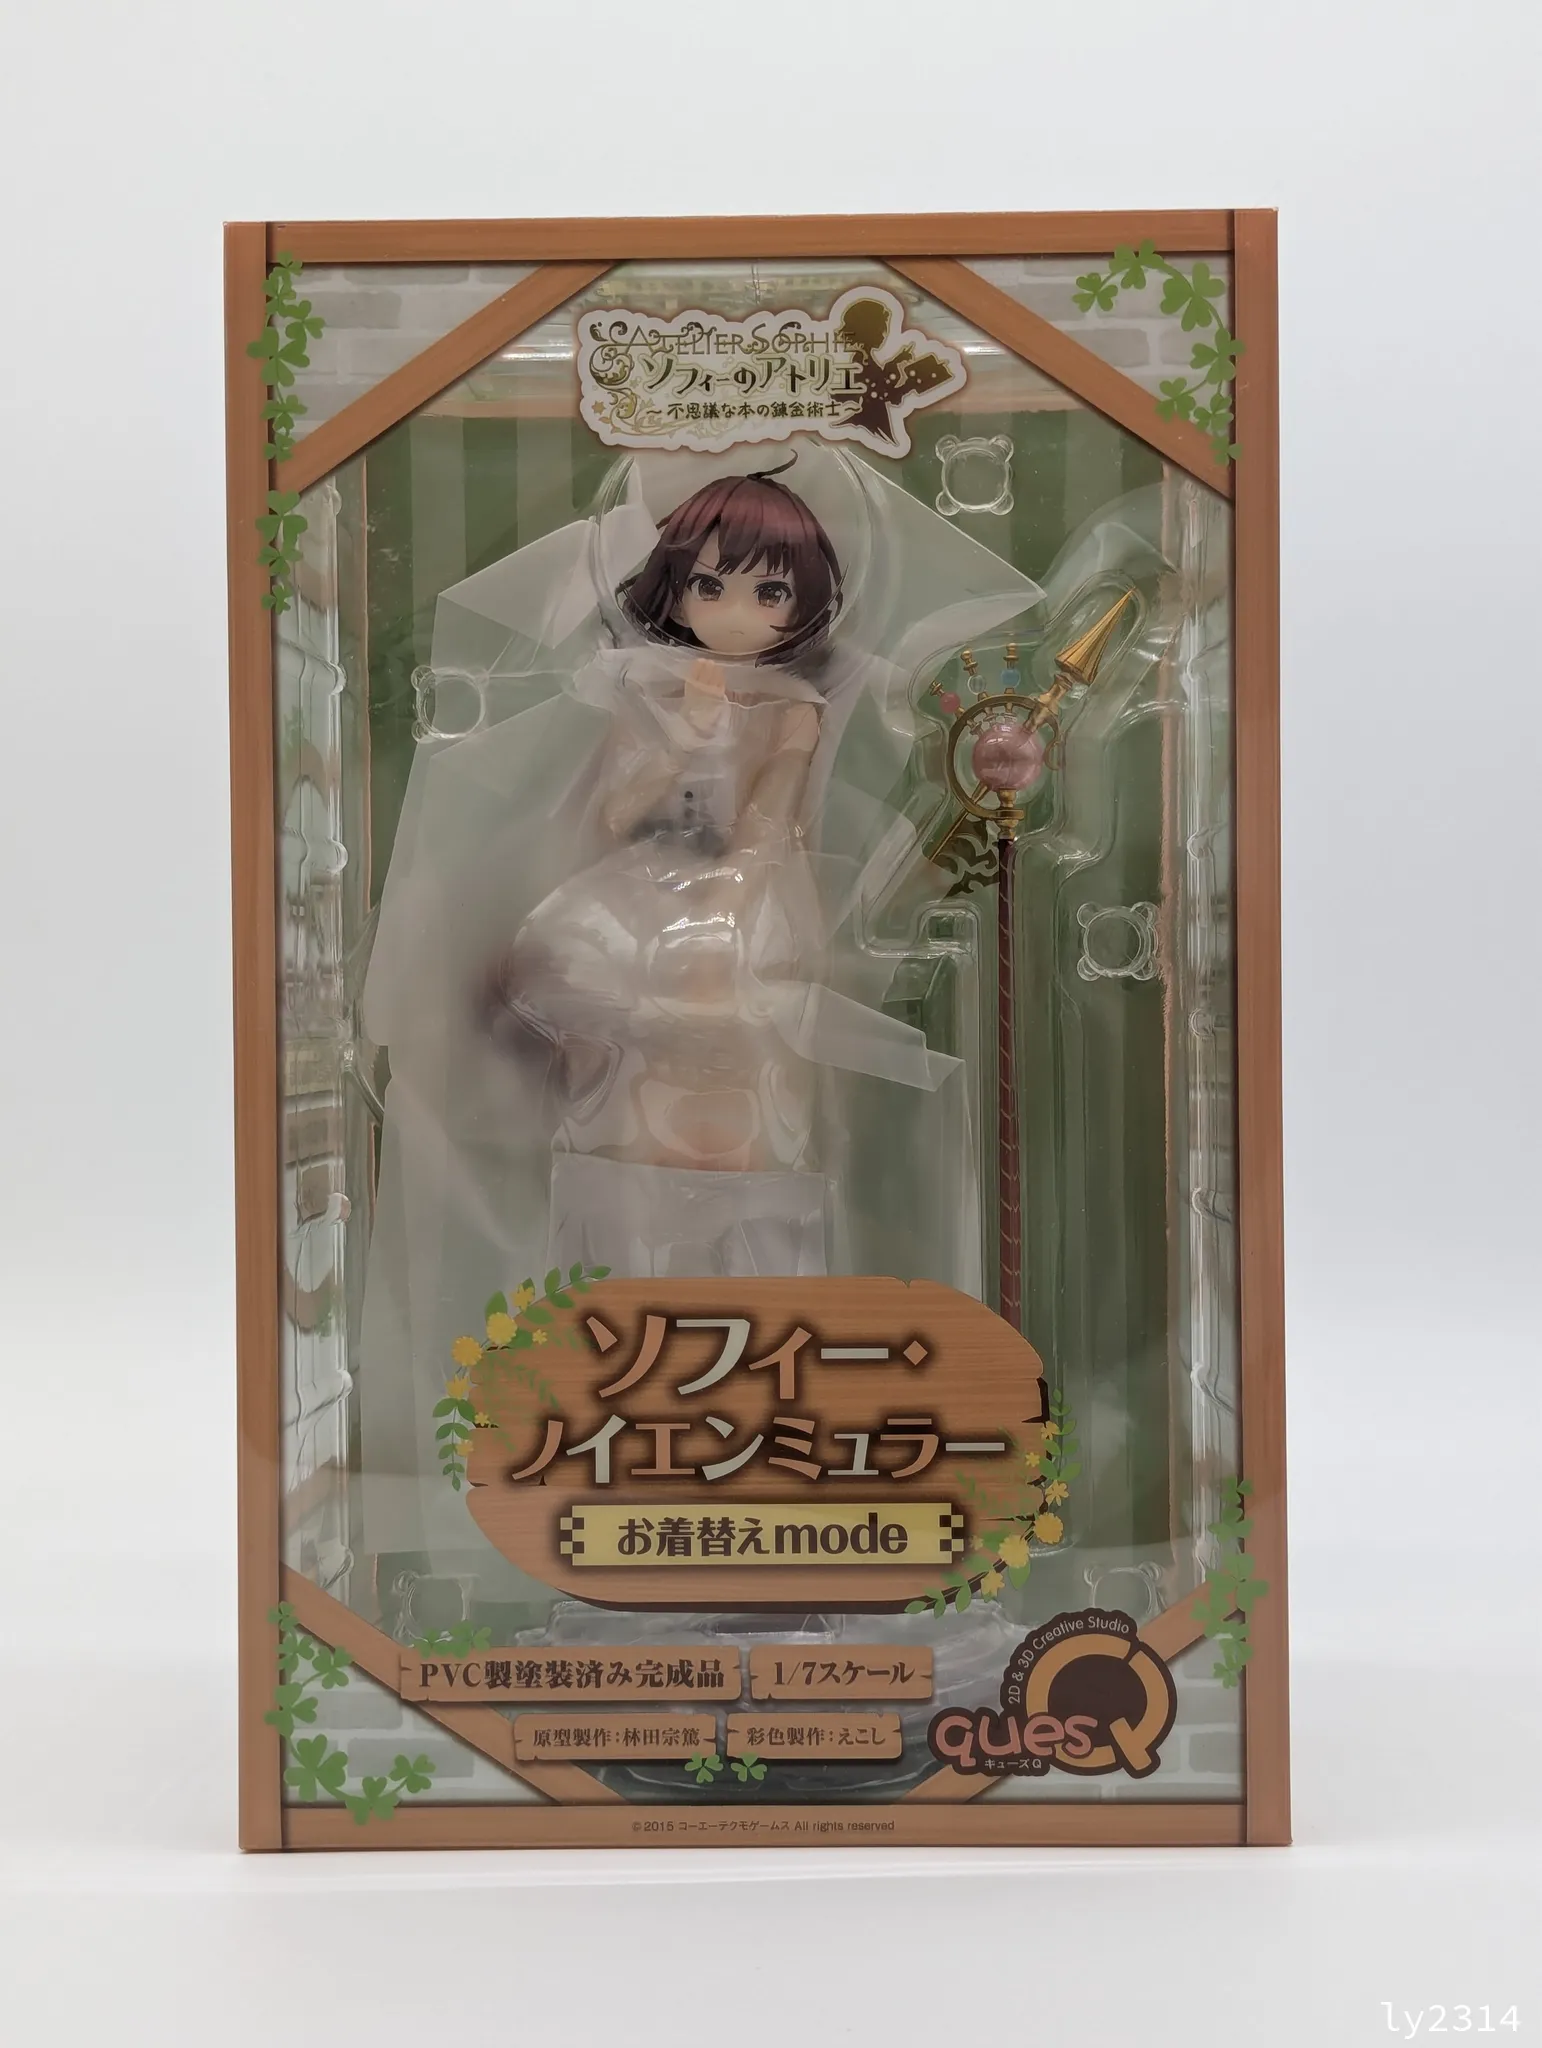 ATELIER SOPHIE
ソフィーのアトリエ
～不思議な本の錬金術士～
ソフィー・
ノイエンミュラー
お着替えmode
PVC製塗装済み完成品
1/7スケール
原型製作：林田宗篤
彩色製作：えこし
2D & 3D Creative Studio
quesQ
キューズQ
©2015 コーエーテクモゲームス All rights reserved
ly2314